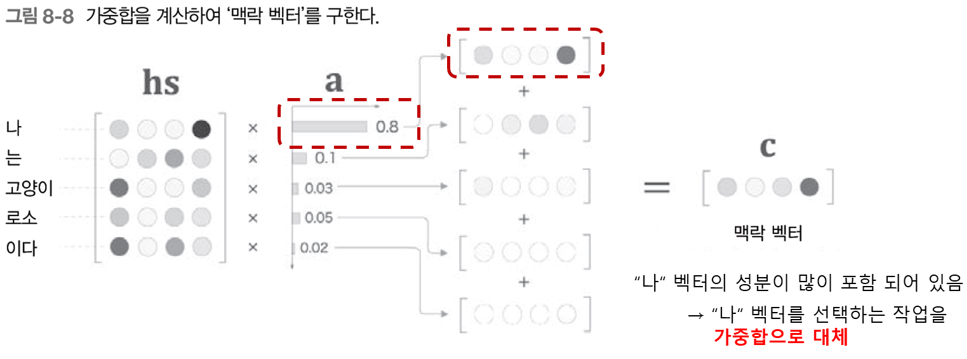 그림 8-8 가중합을 계산하여 ‘맥락 벡터’를 구한다.
hs
a
나
×
0.8
+
는
×
0.1
+
고양이
×
0.03
+
로소
×
0.05
+
이다
×
0.02
=
c
맥락 벡터
“나“ 벡터의 성분이 많이 포함 되어 있음
→ “나“ 벡터를 선택하는 작업을
가중합으로 대체